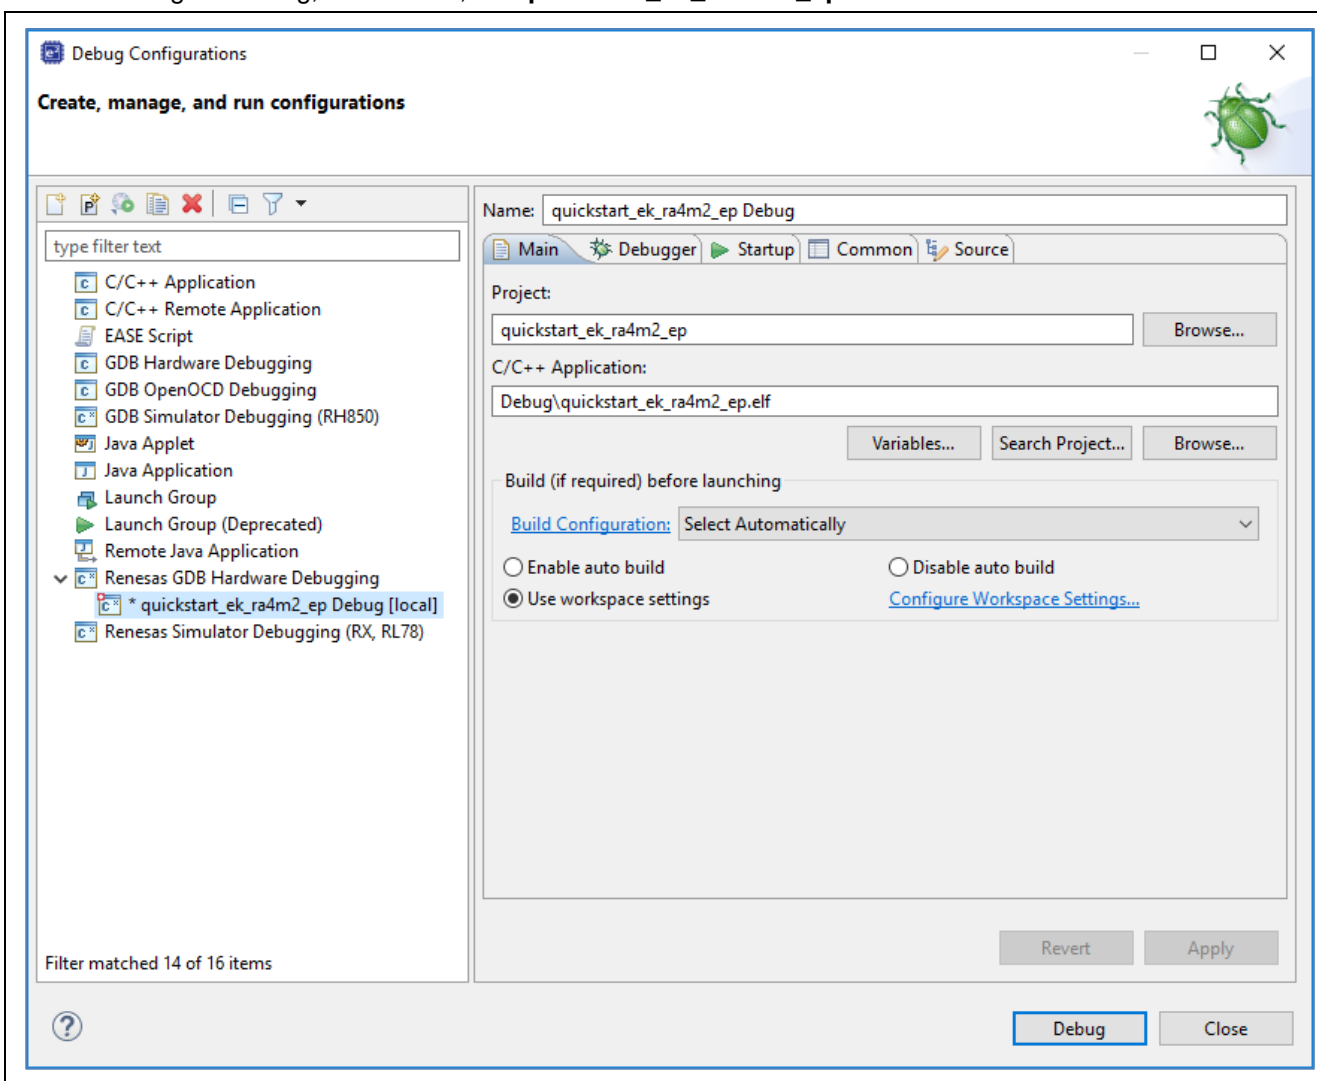 Debug Configurations
Create, manage, and run configurations
type filter text
C/C++ Application
C/C++ Remote Application
EASE Script
GDB Hardware Debugging
GDB OpenOCD Debugging
GDB Simulator Debugging (RH850)
Java Applet
Java Application
Launch Group
Launch Group (Deprecated)
Remote Java Application
Renesas GDB Hardware Debugging
* quickstart_ek_ra4m2_ep Debug [local]
Renesas Simulator Debugging (RX, RL78)
Filter matched 14 of 16 items
Name: quickstart_ek_ra4m2_ep Debug
Main Debugger Startup Common Source
Project:
quickstart_ek_ra4m2_ep Browse...
C/C++ Application:
Debug\quickstart_ek_ra4m2_ep.elf
Variables... Search Project... Browse...
Build (if required) before launching
Build Configuration: Select Automatically
Enable auto build Disable auto build
Use workspace settings Configure Workspace Settings...
Revert Apply
Debug Close